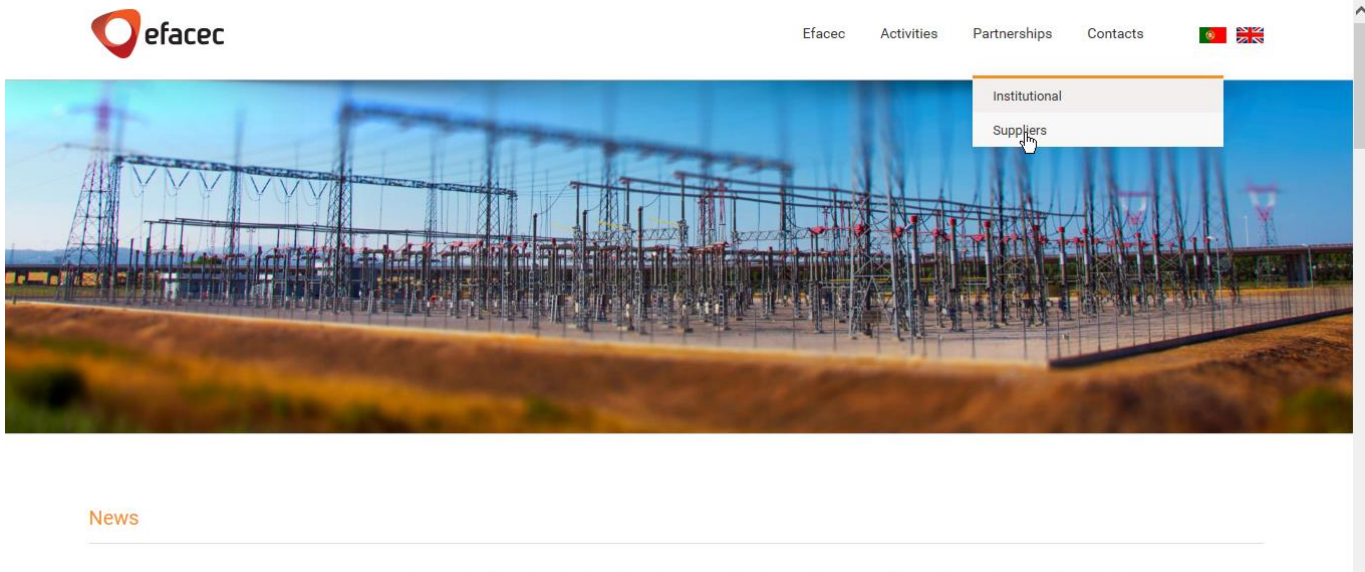 efacec
Efacec Activities Partnerships Contacts
Institutional
Suppliers
News